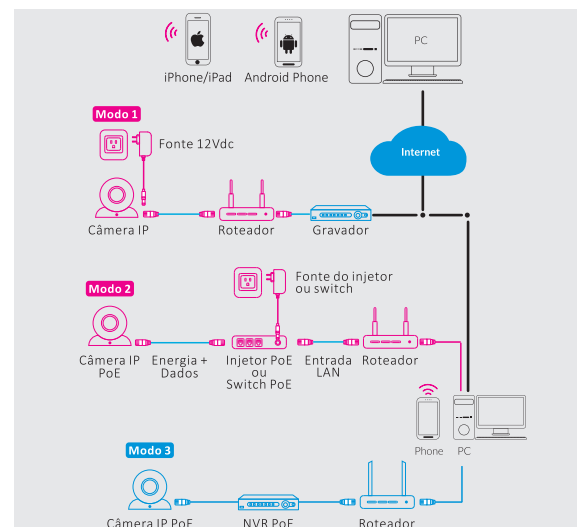 PC
iPhone/iPad
Android Phone
Modo 1
Fonte 12Vdc
Internet
Câmera IP
Roteador
Gravador
Modo 2
Fonte do injetor
ou switch
Câmera IP
PoE
Energia +
Dados
Injetor PoE
ou
Switch PoE
Entrada
LAN
Roteador
Phone
PC
Modo 3
Câmera IP PoE
NVR PoE
Roteador